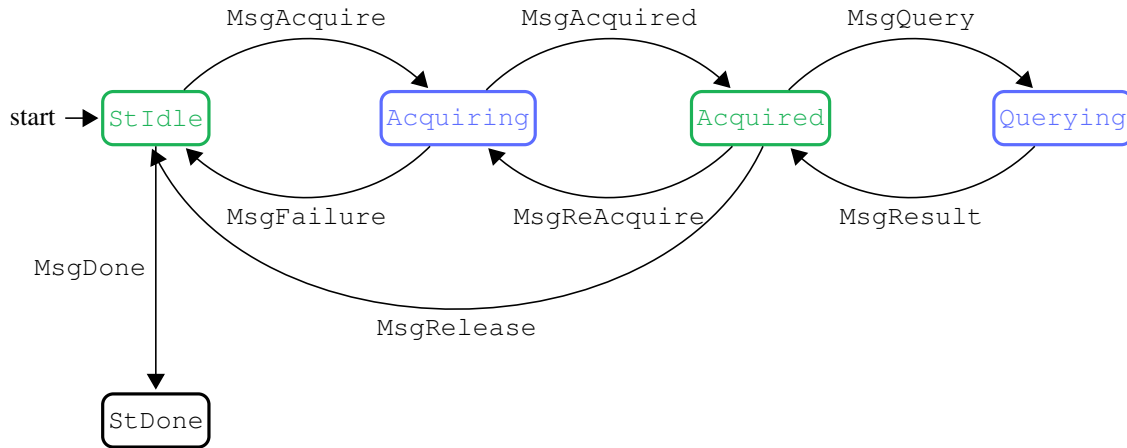 MsgAcquire
MsgAcquired
MsgQuery
start
StIdle
Acquiring
Acquired
Querying
MsgFailure
MsgReAcquire
MsgResult
MsgDone
MsgRelease
StDone